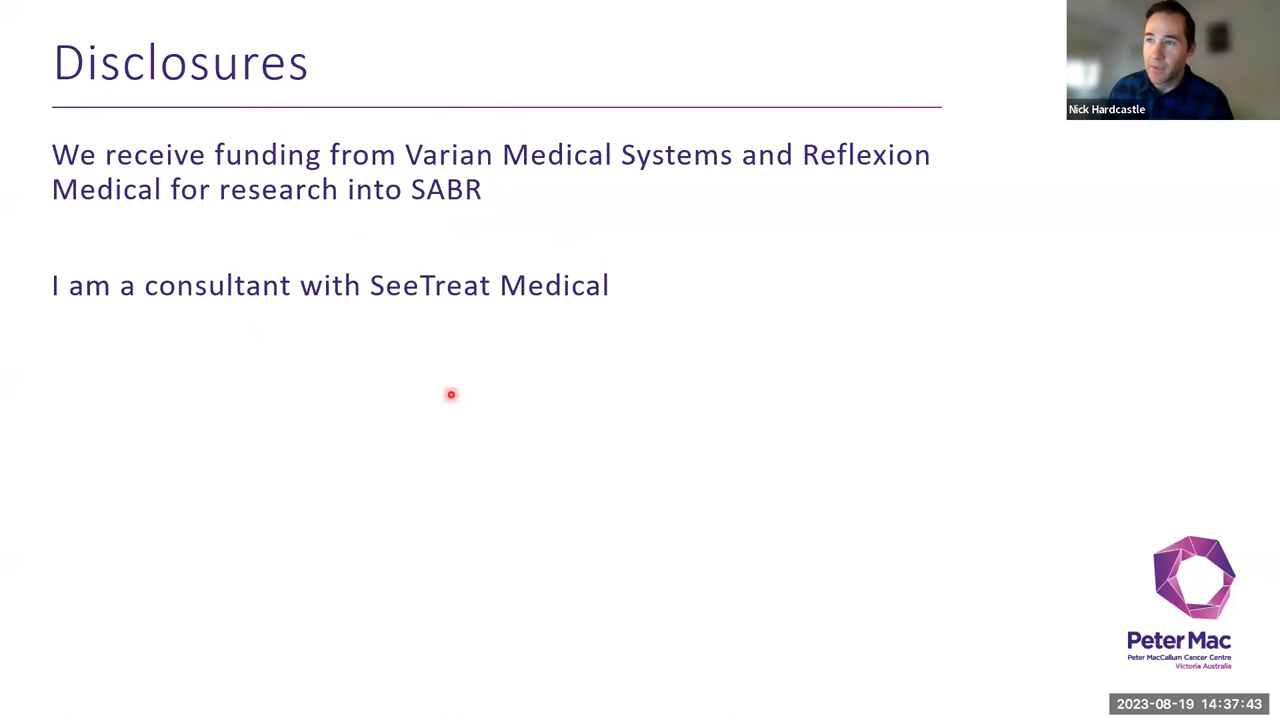 Disclosures
Nick Hardcastle
We receive funding from Varian Medical Systems and Reflexion
Medical for research into SABR
I am a consultant with SeeTreat Medical
Peter Mac
Peter MacCallum Cancer Centre
Victoria Australia
2023-08-19 14:37:43